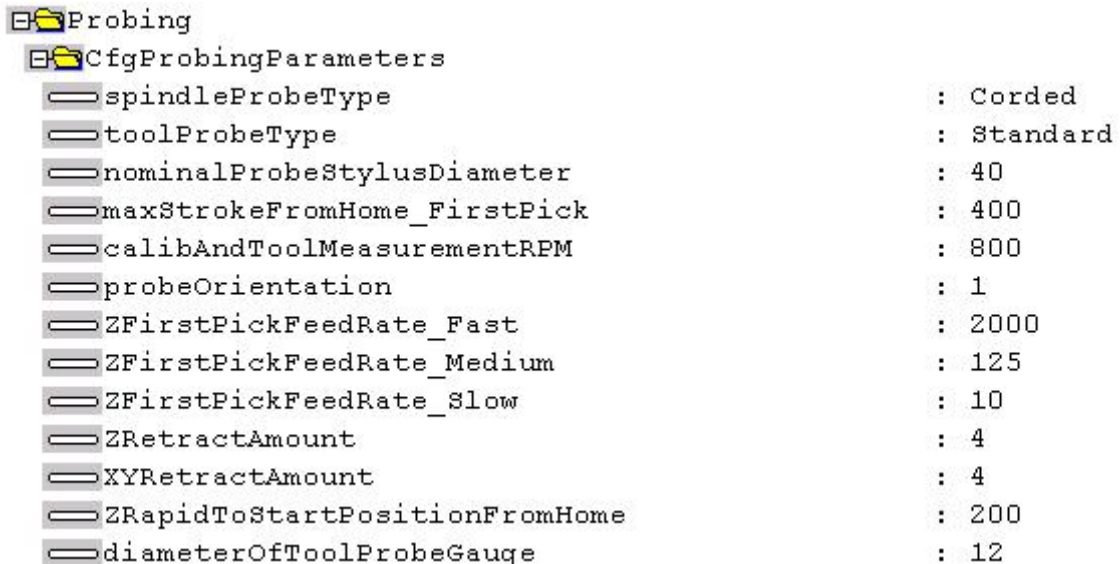 Probing
CfgProbingParameters
spindleProbeType : Corded
toolProbeType : Standard
nominalProbeStylusDiameter : 40
maxStrokeFromHome_FirstPick : 400
calibAndToolMeasurementRPM : 800
probeOrientation : 1
ZFirstPickFeedRate_Fast : 2000
ZFirstPickFeedRate_Medium : 125
ZFirstPickFeedRate_Slow : 10
ZRetractAmount : 4
XYRetractAmount : 4
ZRapidToStartPositionFromHome : 200
diameterOfToolProbeGauge : 12